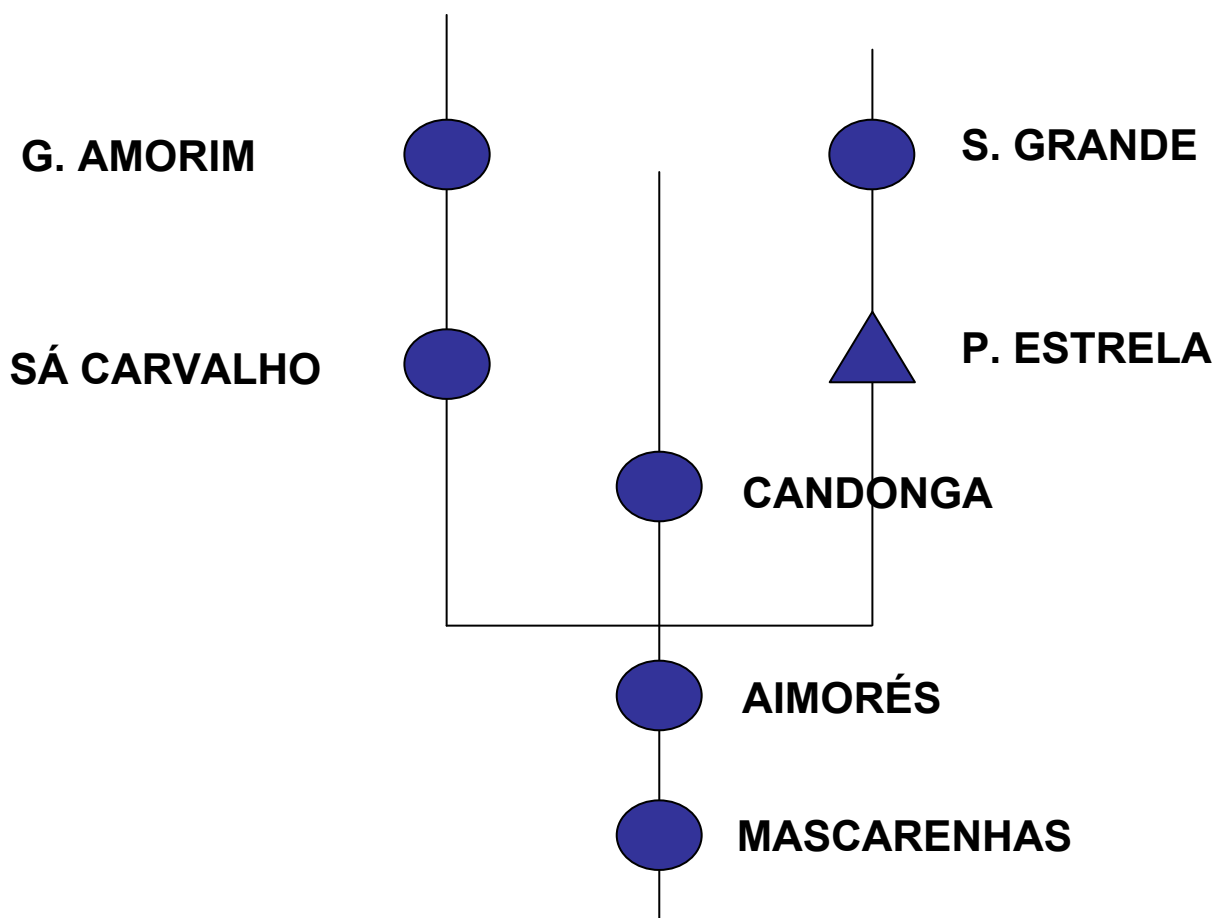 G. AMORIM
S. GRANDE
SÁ CARVALHO
P. ESTRELA
CANDONGA
AIMORÉS
MASCARENHAS